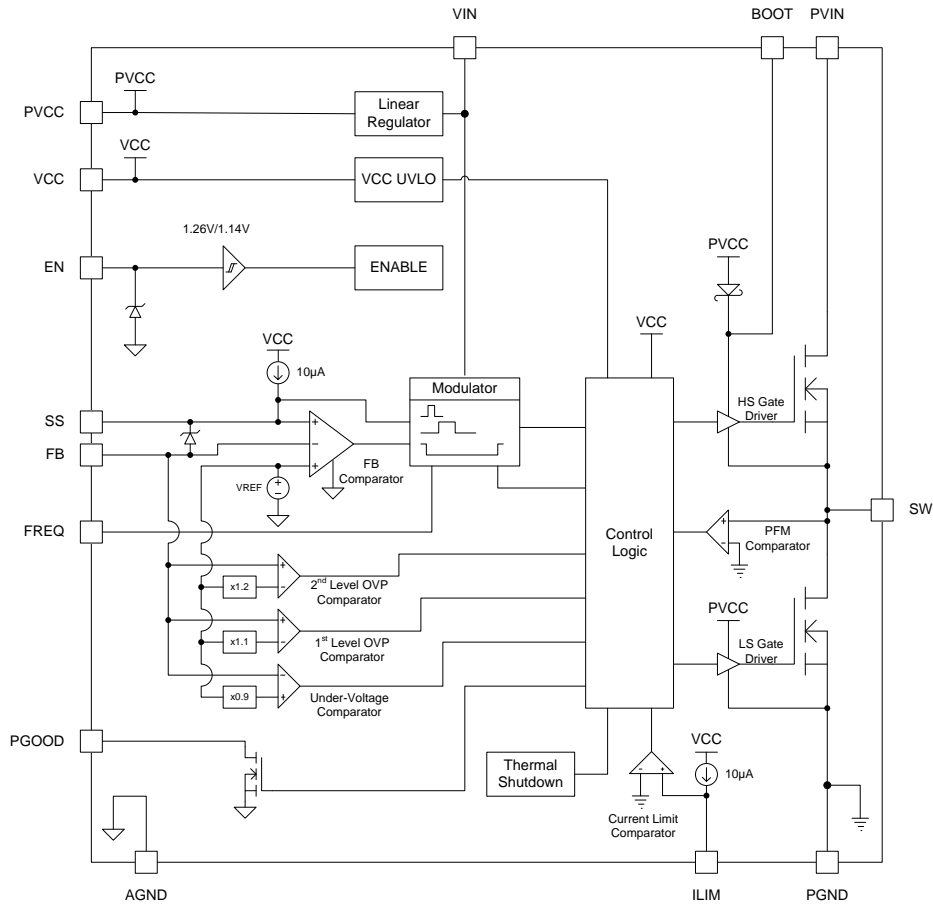 VIN
BOOT
PVIN
PVCC
PVCC
Linear
Regulator
VCC
VCC
VCC UVLO
1.26V/1.14V
EN
ENABLE
PVCC
VCC
VCC
10µA
Modulator
SS
FB
+
−
+
FB
Comparator
VREF
+
−
HS Gate
Driver
FREQ
Control
Logic
+
-
PFM
Comparator
SW
x1.2
+
−
2nd Level OVP
Comparator
x1.1
+
−
1st Level OVP
Comparator
x0.9
−
+
Under-Voltage
Comparator
PVCC
LS Gate
Driver
PGOOD
Thermal
Shutdown
VCC
10µA
-
+
Current Limit
Comparator
AGND
ILIM
PGND